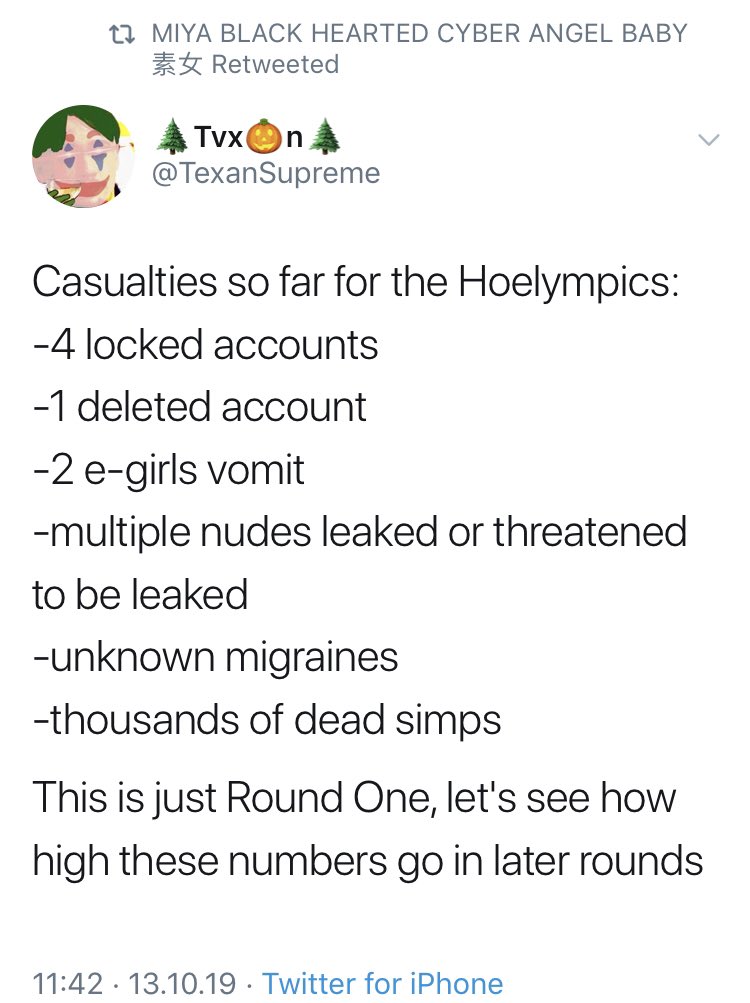 MIYA BLACK HEARTED CYBER ANGEL BABY
素女 Retweeted
🌲Tvx🎃n🌲
@TexanSupreme
Casualties so far for the Hoelympics:
-4 locked accounts
-1 deleted account
-2 e-girls vomit
-multiple nudes leaked or threatened
to be leaked
-unknown migraines
-thousands of dead simps
This is just Round One, let's see how
high these numbers go in later rounds
11:42 · 13.10.19 · Twitter for iPhone